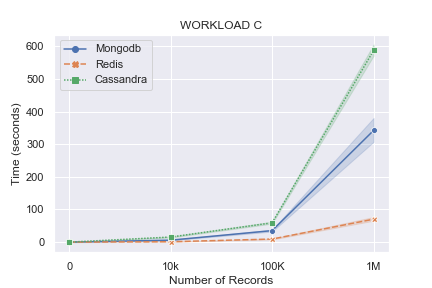 WORKLOAD C
Mongodb
Redis
Cassandra
Time (seconds)
600
500
400
300
200
100
0
0 10k 100K 1M
Number of Records